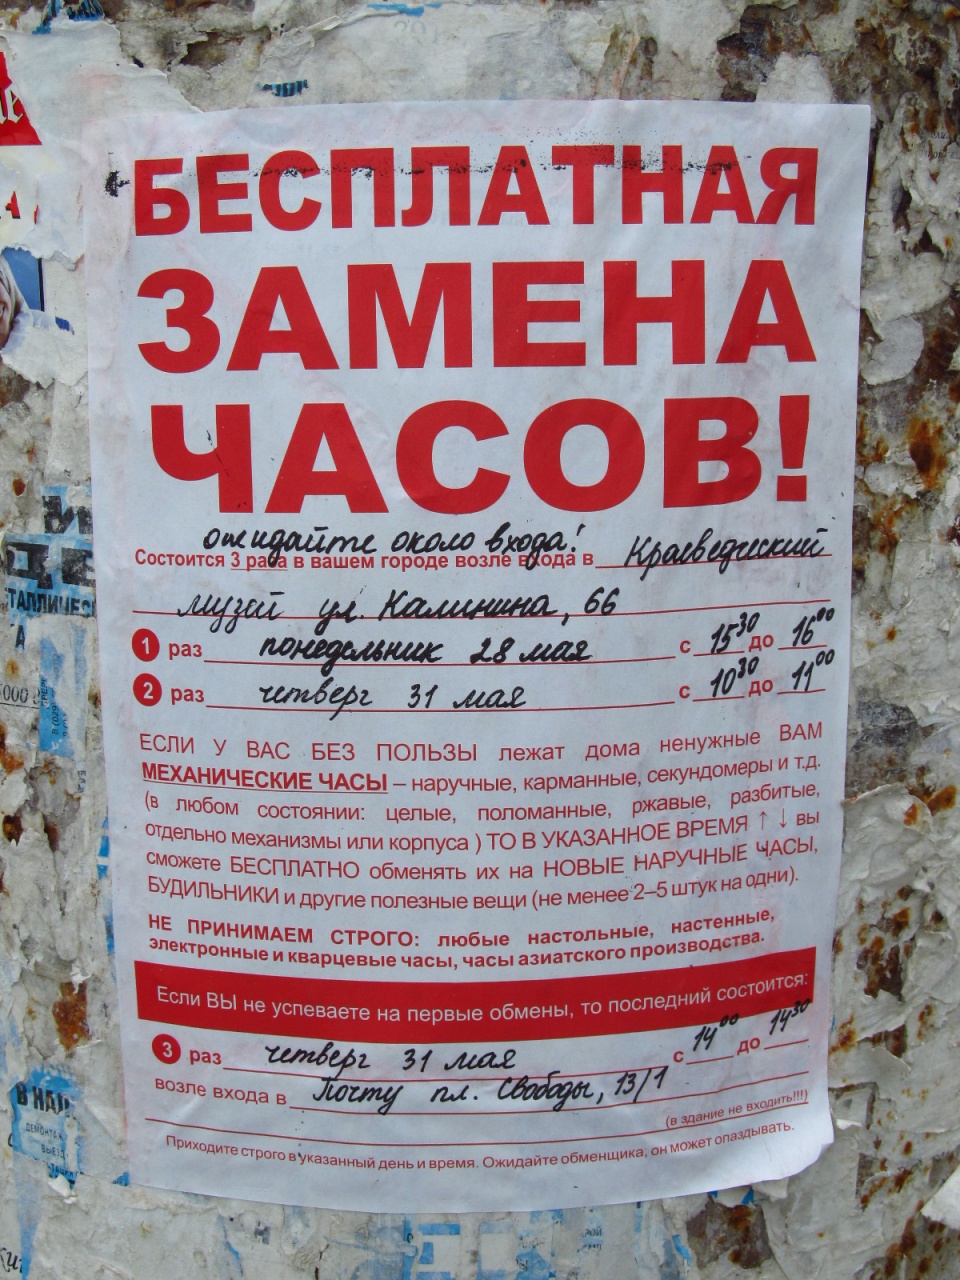 БЕСПЛАТНАЯ
ЗАМЕНА
ЧАСОВ!
ожидайте около входа!
Состоится 3 раза в вашем городе возле входа в Краеведческий
музей ул. Калинина, 66
1 раз понедельник 28 мая с 15³⁰ до 16⁰⁰
2 раз четверг 31 мая с 10³⁰ до 11⁰⁰
ЕСЛИ У ВАС БЕЗ ПОЛЬЗЫ лежат дома ненужные ВАМ
МЕХАНИЧЕСКИЕ ЧАСЫ – наручные, карманные, секундомеры и т.д.
(в любом состоянии: целые, поломанные, ржавые, разбитые,
отдельно механизмы или корпуса ) ТО В УКАЗАННОЕ ВРЕМЯ ↑ ↓ вы
сможете БЕСПЛАТНО обменять их на НОВЫЕ НАРУЧНЫЕ ЧАСЫ,
БУДИЛЬНИКИ и другие полезные вещи (не менее 2–5 штук на одни).
НЕ ПРИНИМАЕМ СТРОГО: любые настольные, настенные,
электронные и кварцевые часы, часы азиатского производства.
Если ВЫ не успеваете на первые обмены, то последний состоится:
3 раз четверг 31 мая с 14⁰⁰ до 14³⁰
возле входа в Почту пл. Свободы, 13/1
(в здание не входить!!!)
Приходите строго в указанный день и время. Ожидайте обменщика, он может опаздывать.